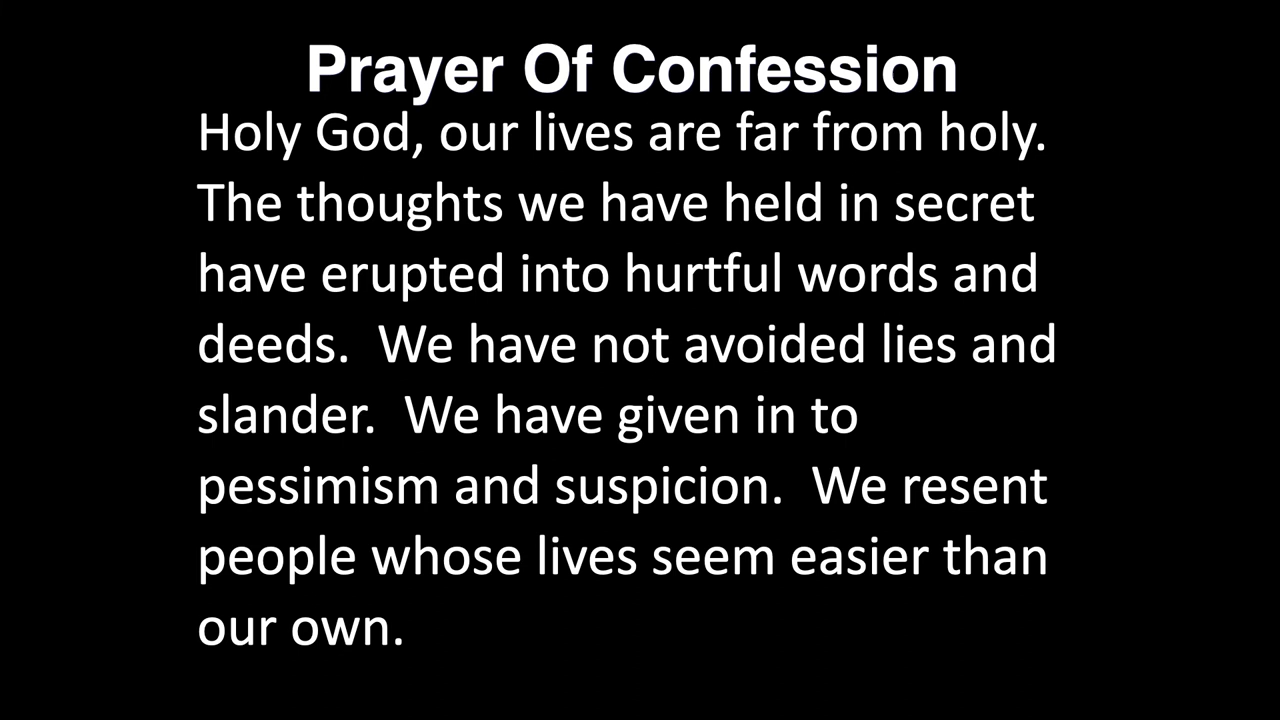 Prayer Of Confession
Holy God, our lives are far from holy.
The thoughts we have held in secret
have erupted into hurtful words and
deeds.  We have not avoided lies and
slander.  We have given in to
pessimism and suspicion.  We resent
people whose lives seem easier than
our own.